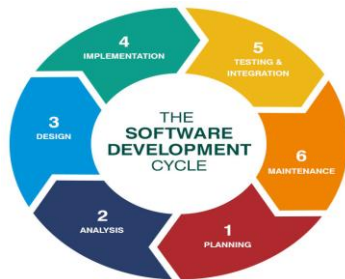 THE
SOFTWARE
DEVELOPMENT
CYCLE
1
PLANNING
2
ANALYSIS
3
DESIGN
4
IMPLEMENTATION
5
TESTING &
INTEGRATION
6
MAINTENANCE